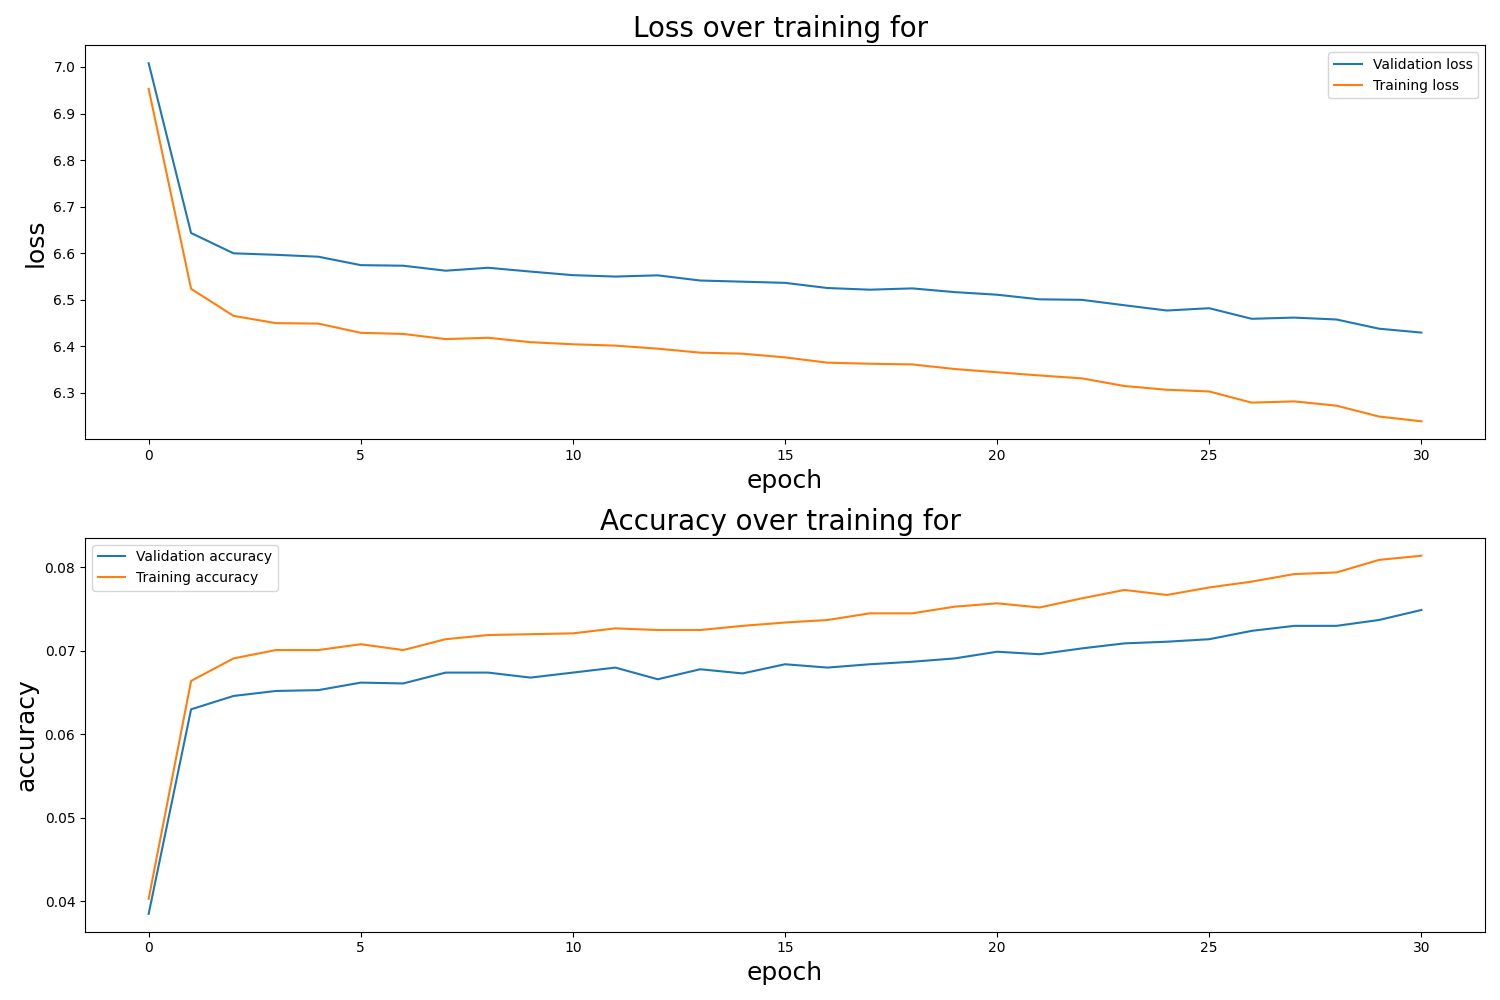 Loss over training for
Validation loss
Training loss
7.0
6.9
6.8
6.7
6.6
6.5
6.4
6.3
loss
0 5 10 15 20 25 30
epoch
Accuracy over training for
Validation accuracy
Training accuracy
0.08
0.07
0.06
0.05
0.04
accuracy
0 5 10 15 20 25 30
epoch